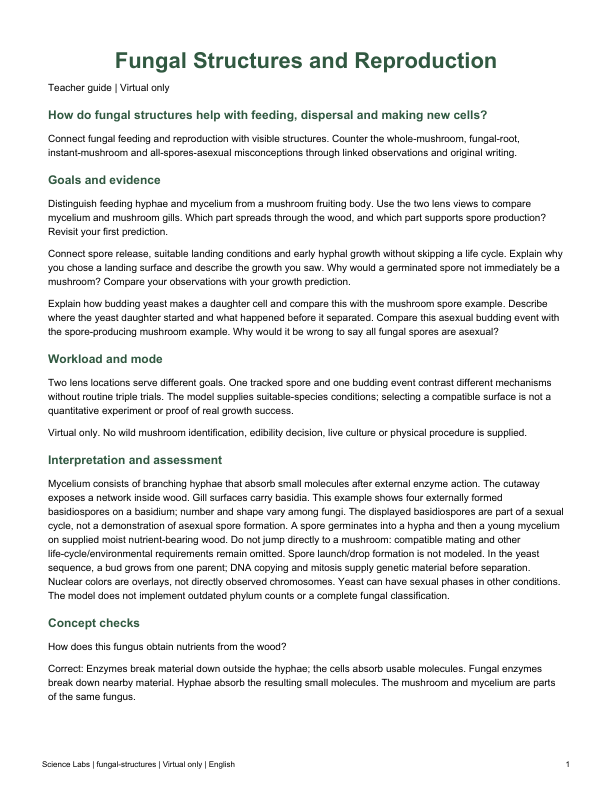 Fungal Structures and Reproduction
Teacher guide | Virtual only
How do fungal structures help with feeding, dispersal and making new cells?
Connect fungal feeding and reproduction with visible structures. Counter the whole-mushroom, fungal-root,
instant-mushroom and all-spores-asexual misconceptions through linked observations and original writing.
Goals and evidence
Distinguish feeding hyphae and mycelium from a mushroom fruiting body. Use the two lens views to compare
mycelium and mushroom gills. Which part spreads through the wood, and which part supports spore production?
Revisit your first prediction.
Connect spore release, suitable landing conditions and early hyphal growth without skipping a life cycle. Explain why
you chose a landing surface and describe the growth you saw. Why would a germinated spore not immediately be a
mushroom? Compare your observations with your growth prediction.
Explain how budding yeast makes a daughter cell and compare this with the mushroom spore example. Describe
where the yeast daughter started and what happened before it separated. Compare this asexual budding event with
the spore-producing mushroom example. Why would it be wrong to say all fungal spores are asexual?
Workload and mode
Two lens locations serve different goals. One tracked spore and one budding event contrast different mechanisms
without routine triple trials. The model supplies suitable-species conditions; selecting a compatible surface is not a
quantitative experiment or proof of real growth success.
Virtual only. No wild mushroom identification, edibility decision, live culture or physical procedure is supplied.
Interpretation and assessment
Mycelium consists of branching hyphae that absorb small molecules after external enzyme action. The cutaway
exposes a network inside wood. Gill surfaces carry basidia. This example shows four externally formed
basidiospores on a basidium; number and shape vary among fungi. The displayed basidiospores are part of a sexual
cycle, not a demonstration of asexual spore formation. A spore germinates into a hypha and then a young mycelium
on supplied moist nutrient-bearing wood. Do not jump directly to a mushroom: compatible mating and other
life-cycle/environmental requirements remain omitted. Spore launch/drop formation is not modeled. In the yeast
sequence, a bud grows from one parent; DNA copying and mitosis supply genetic material before separation.
Nuclear colors are overlays, not directly observed chromosomes. Yeast can have sexual phases in other conditions.
The model does not implement outdated phylum counts or a complete fungal classification.
Concept checks
How does this fungus obtain nutrients from the wood?
Correct: Enzymes break material down outside the hyphae; the cells absorb usable molecules. Fungal enzymes
break down nearby material. Hyphae absorb the resulting small molecules. The mushroom and mycelium are parts
of the same fungus.
Science Labs | fungal-structures | Virtual only | English
1